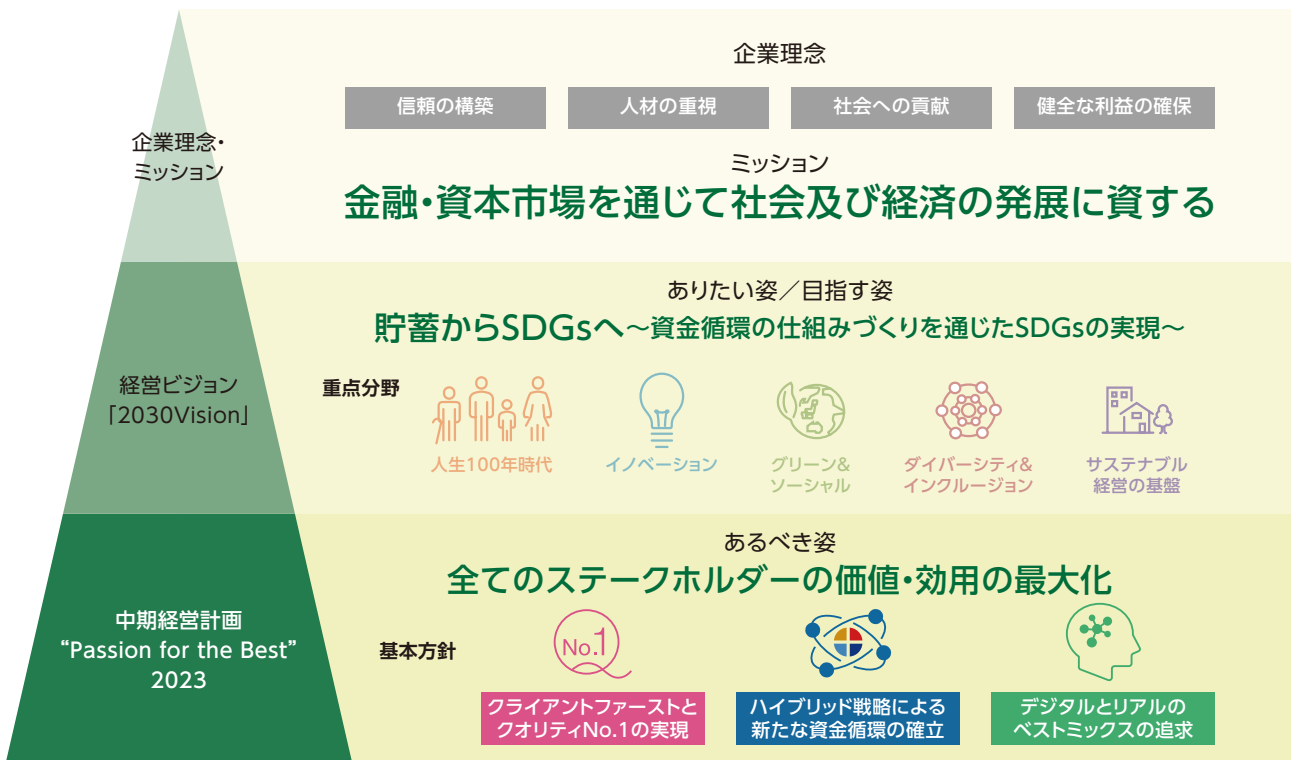 企業理念・
ミッション
企業理念
信頼の構築
人材の重視
社会への貢献
健全な利益の確保
ミッション
金融・資本市場を通じて社会及び経済の発展に資する
経営ビジョン
「2030Vision」
ありたい姿／目指す姿
貯蓄からSDGsへ～資金循環の仕組みづくりを通じたSDGsの実現～
重点分野
人生100年時代
イノベーション
グリーン&
ソーシャル
ダイバーシティ&
インクルージョン
サステナブル
経営の基盤
中期経営計画
“Passion for the Best”
2023
あるべき姿
全てのステークホルダーの価値・効用の最大化
基本方針
No.1
クライアントファーストと
クオリティNo.1の実現
ハイブリッド戦略による
新たな資金循環の確立
デジタルとリアルの
ベストミックスの追求